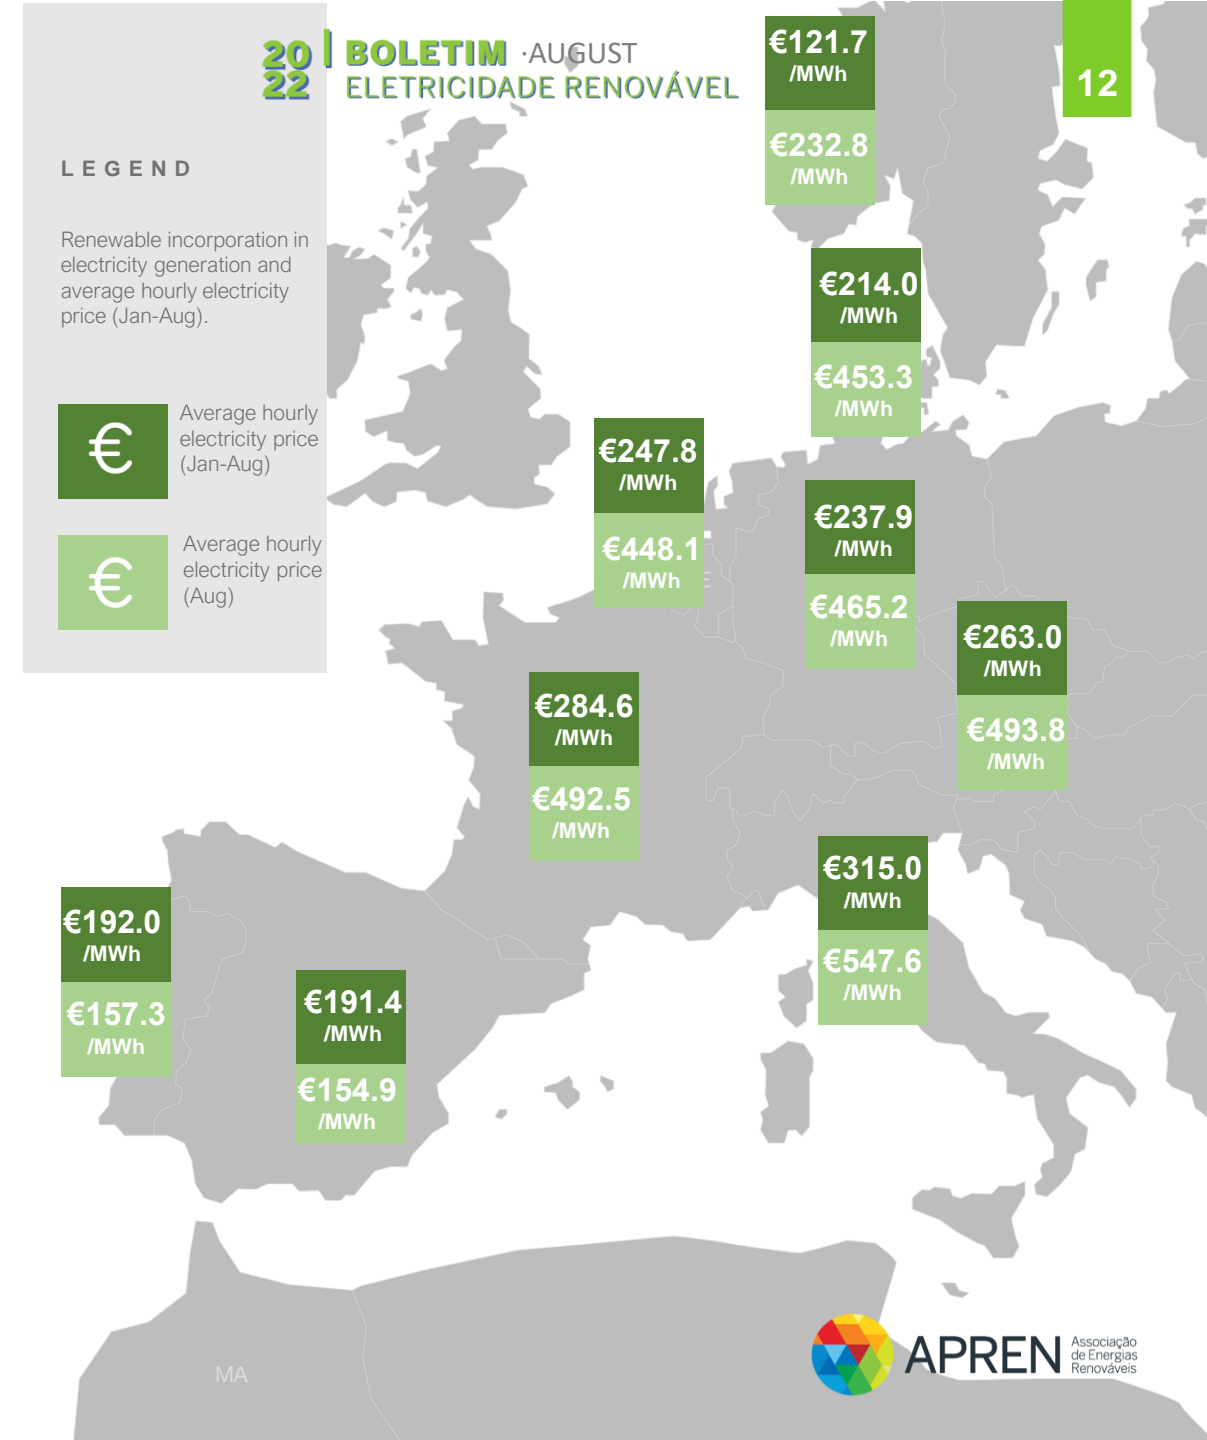 2022 | BOLETIM ·AUGUST
ELETRICIDADE RENOVÁVEL
12
LEGEND
Renewable incorporation in
electricity generation and
average hourly electricity
price (Jan-Aug).
€
Average hourly
electricity price
(Jan-Aug)
€
Average hourly
electricity price
(Aug)
€121.7
/MWh
€232.8
/MWh
€214.0
/MWh
€453.3
/MWh
€247.8
/MWh
€448.1
/MWh
E
€237.9
/MWh
€465.2
/MWh
€263.0
/MWh
€493.8
/MWh
€284.6
/MWh
€492.5
/MWh
€315.0
/MWh
€547.6
/MWh
€192.0
/MWh
€157.3
/MWh
€191.4
/MWh
€154.9
/MWh
MA
APREN
Associação
de Energias
Renováveis